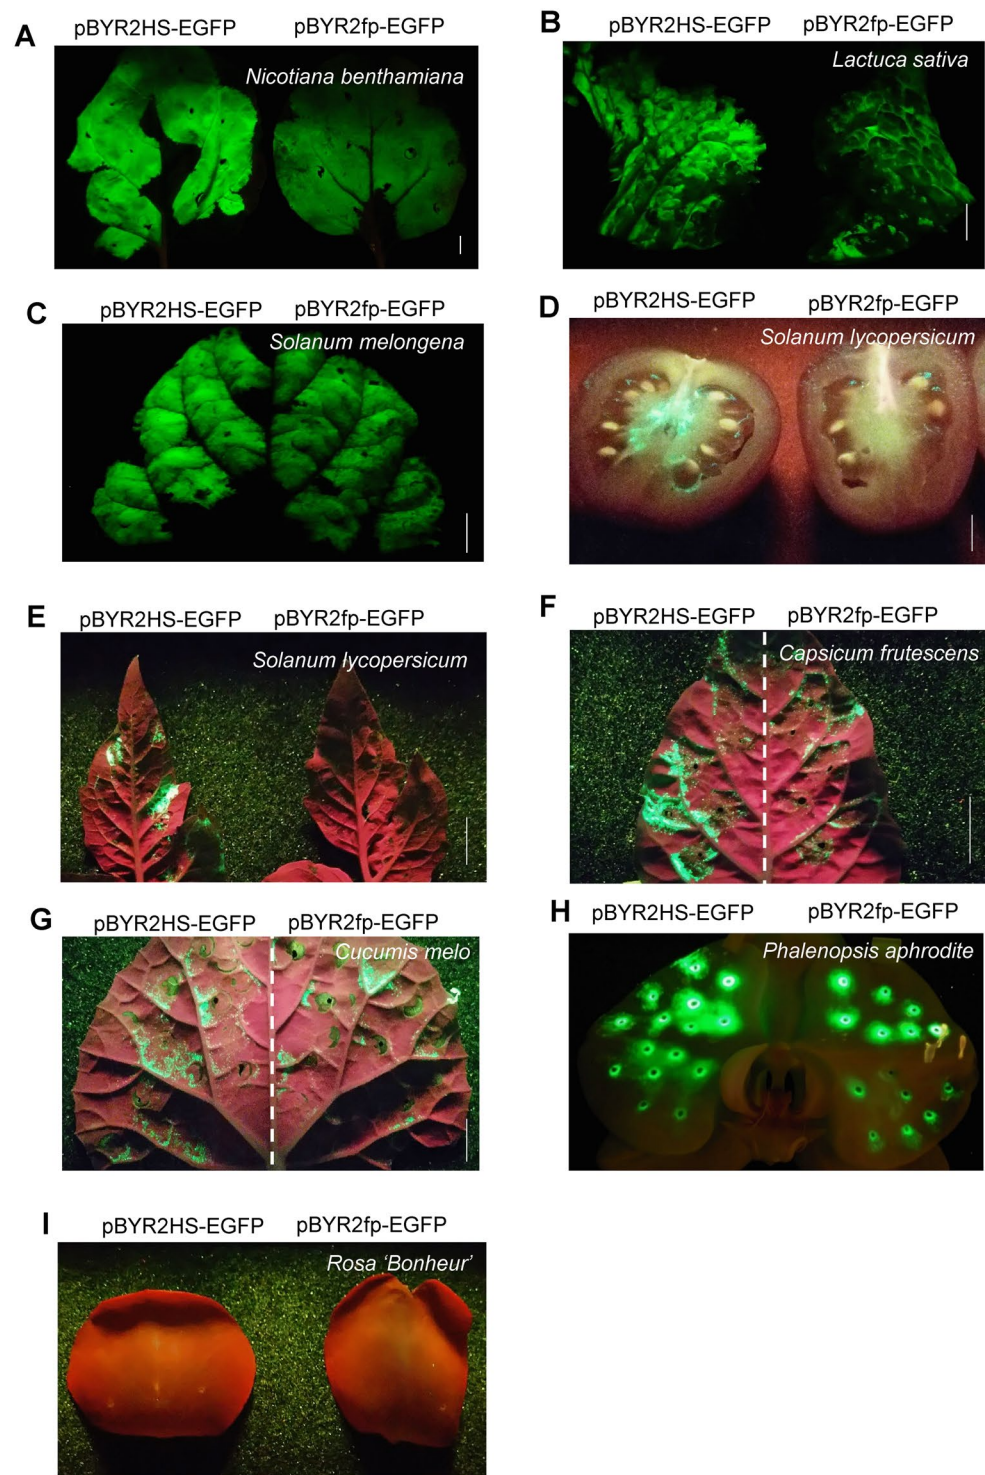 A
pBYR2HS-EGFP
pBYR2fp-EGFP
Nicotiana benthamiana
B
pBYR2HS-EGFP
pBYR2fp-EGFP
Lactuca sativa
C
pBYR2HS-EGFP
pBYR2fp-EGFP
Solanum melongena
D
pBYR2HS-EGFP
pBYR2fp-EGFP
Solanum lycopersicum
E
pBYR2HS-EGFP
pBYR2fp-EGFP
Solanum lycopersicum
F
pBYR2HS-EGFP
pBYR2fp-EGFP
Capsicum frutescens
G
pBYR2HS-EGFP
pBYR2fp-EGFP
Cucumis melo
H
pBYR2HS-EGFP
pBYR2fp-EGFP
Phalenopsis aphrodite
I
pBYR2HS-EGFP
pBYR2fp-EGFP
Rosa ‘Bonheur’